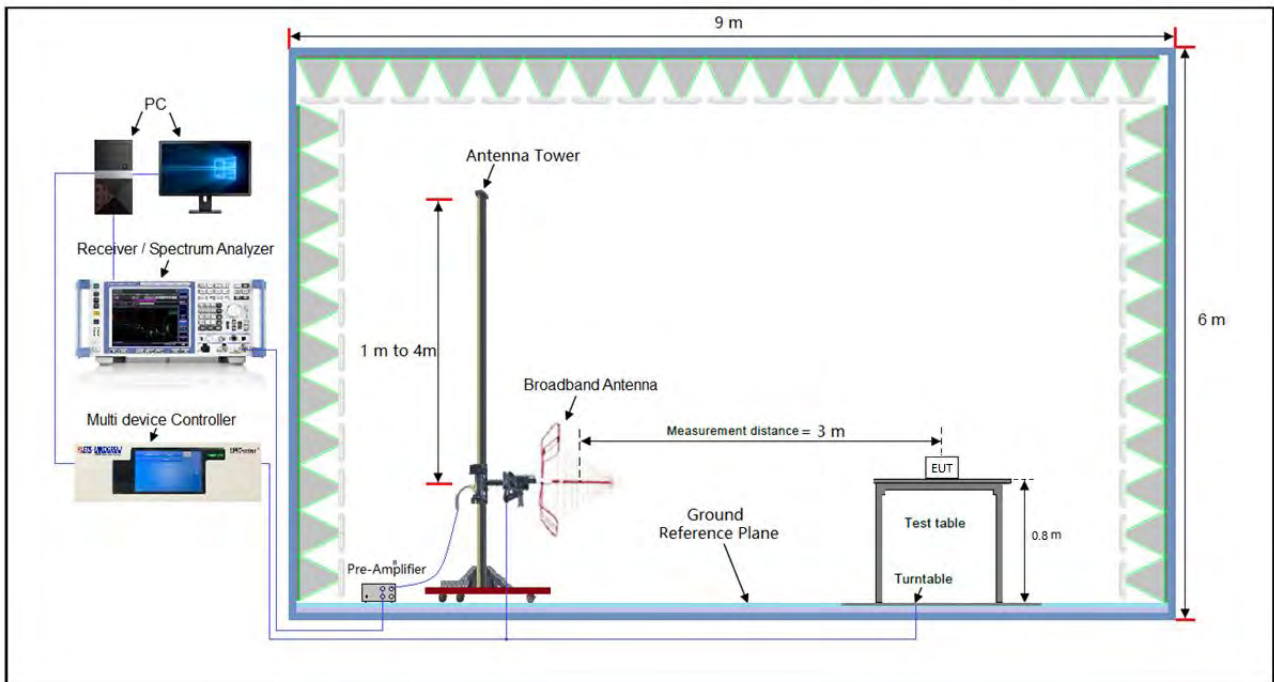 9 m
PC
Antenna Tower
Receiver / Spectrum Analyzer
6 m
1 m to 4m
Broadband Antenna
Multi device Controller
Measurement distance = 3 m
EUT
Ground
Reference Plane
Test table
0.8 m
Pre-Amplifier
Turntable